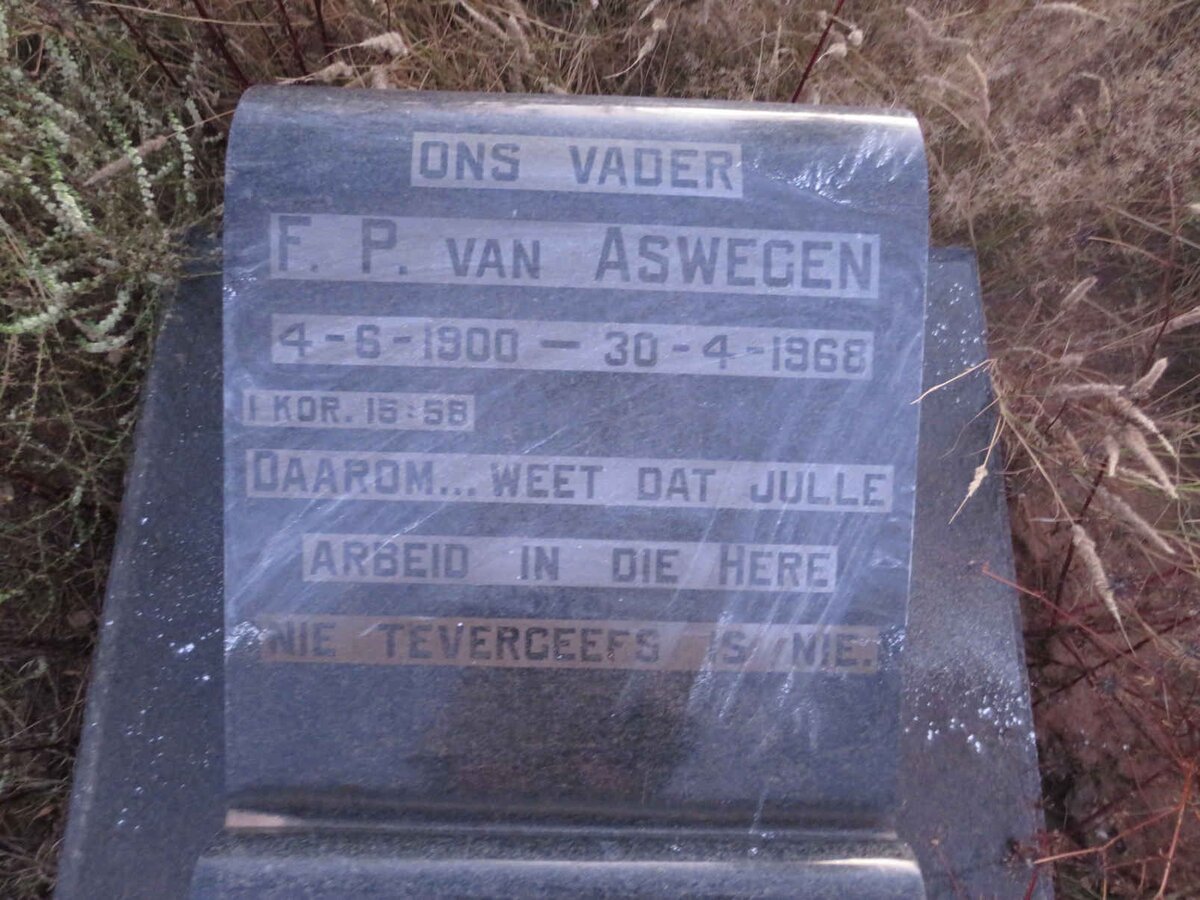 ONS VADER
F. P. VAN ASWEGEN
4-6-1900 — 30-4-1968
I KOR. 15:58
DAAROM... WEET DAT JULLE
ARBEID IN DIE HERE
NIE TEVERGEEFS IS NIE.